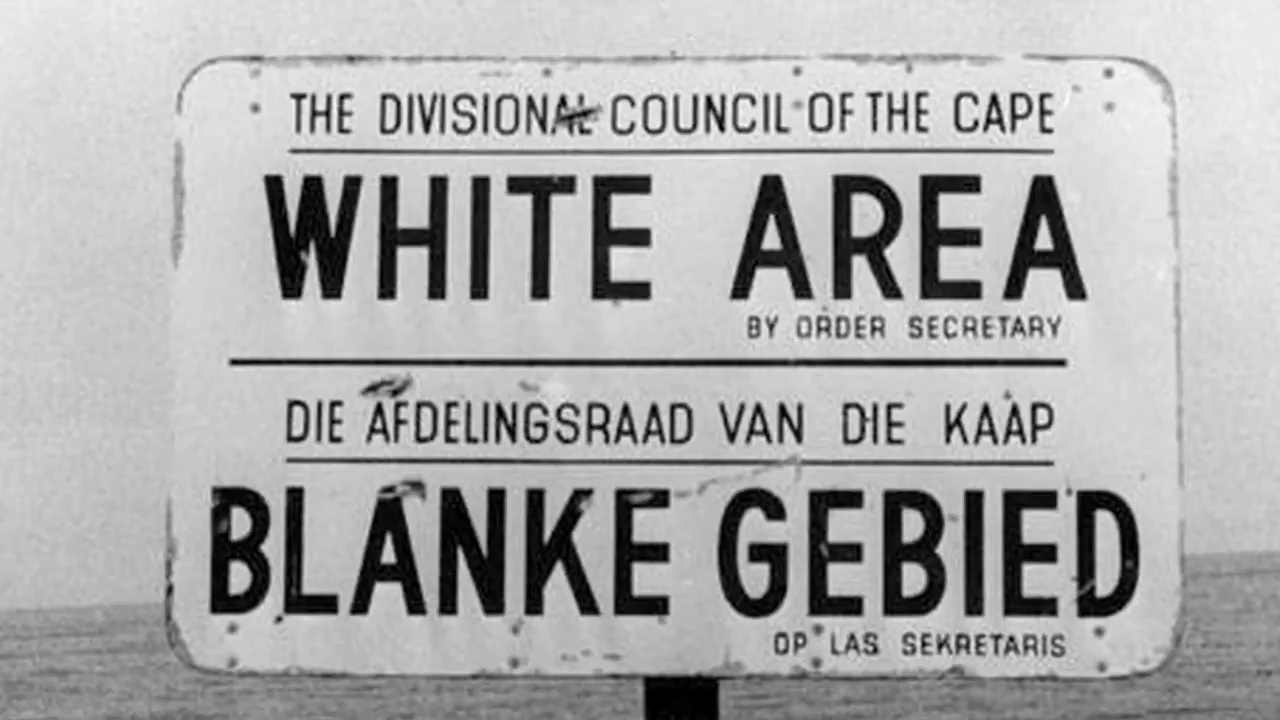 THE DIVISIONAL COUNCIL OF THE CAPE
WHITE AREA
BY ORDER SECRETARY
DIE AFDELINGSRAAD VAN DIE KAAP
BLANKE GEBIED
OP LAS SEKRETARIS